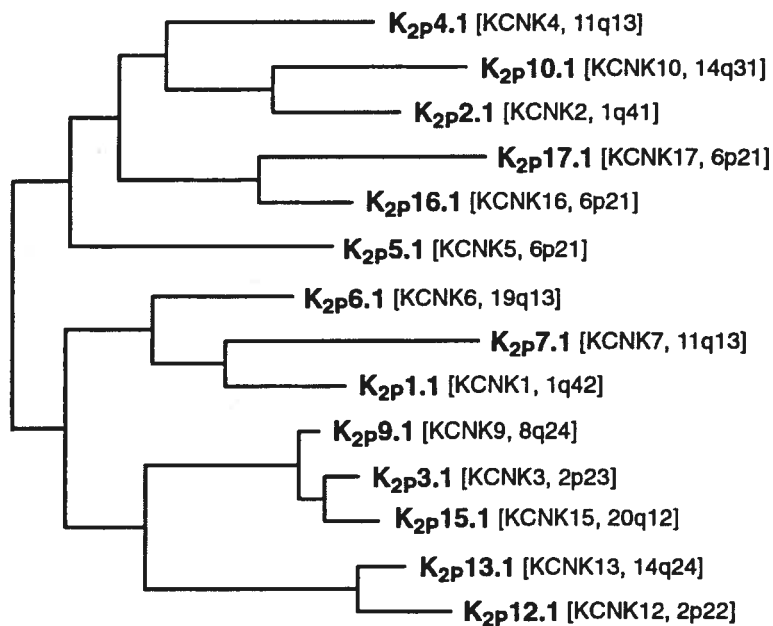 K2P4.1 [KCNK4, 11q13]
K2P10.1 [KCNK10, 14q31]
K2P2.1 [KCNK2, 1q41]
K2P17.1 [KCNK17, 6p21]
K2P16.1 [KCNK16, 6p21]
K2P5.1 [KCNK5, 6p21]
K2P6.1 [KCNK6, 19q13]
K2P7.1 [KCNK7, 11q13]
K2P1.1 [KCNK1, 1q42]
K2P9.1 [KCNK9, 8q24]
K2P3.1 [KCNK3, 2p23]
K2P15.1 [KCNK15, 20q12]
K2P13.1 [KCNK13, 14q24]
K2P12.1 [KCNK12, 2p22]